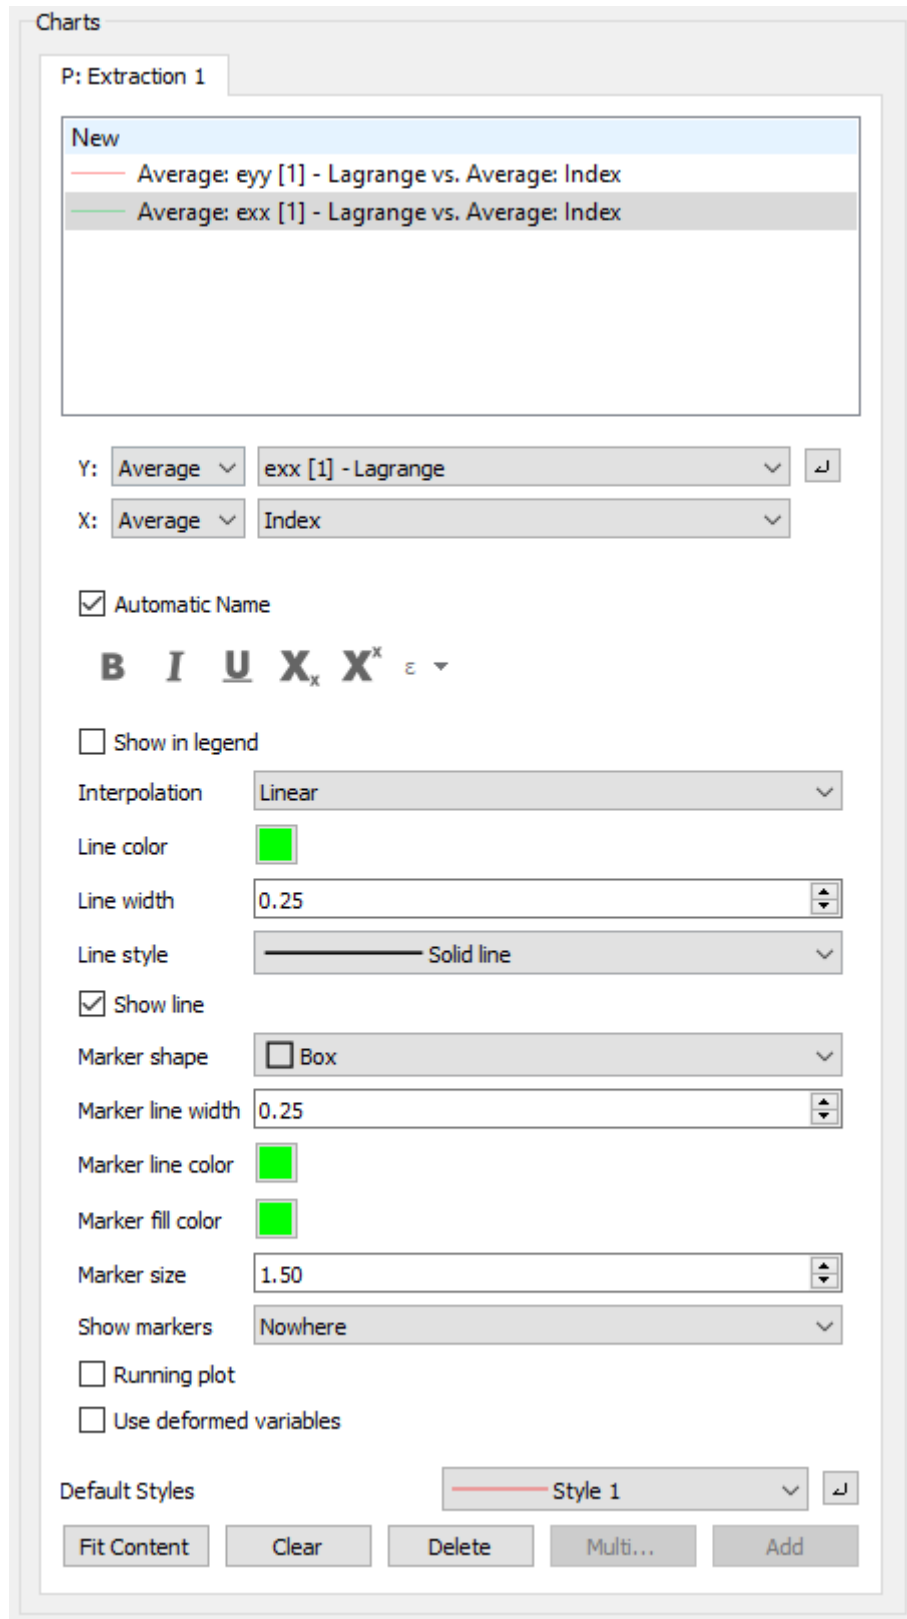 Charts
P: Extraction 1
New
Average: eyy [1] - Lagrange vs. Average: Index
Average: exx [1] - Lagrange vs. Average: Index
Y: Average exx [1] - Lagrange
X: Average Index
Automatic Name
B I U Xx X^x ε
Show in legend
Interpolation Linear
Line color
Line width 0.25
Line style Solid line
Show line
Marker shape Box
Marker line width 0.25
Marker line color
Marker fill color
Marker size 1.50
Show markers Nowhere
Running plot
Use deformed variables
Default Styles Style 1
Fit Content Clear Delete Multi... Add